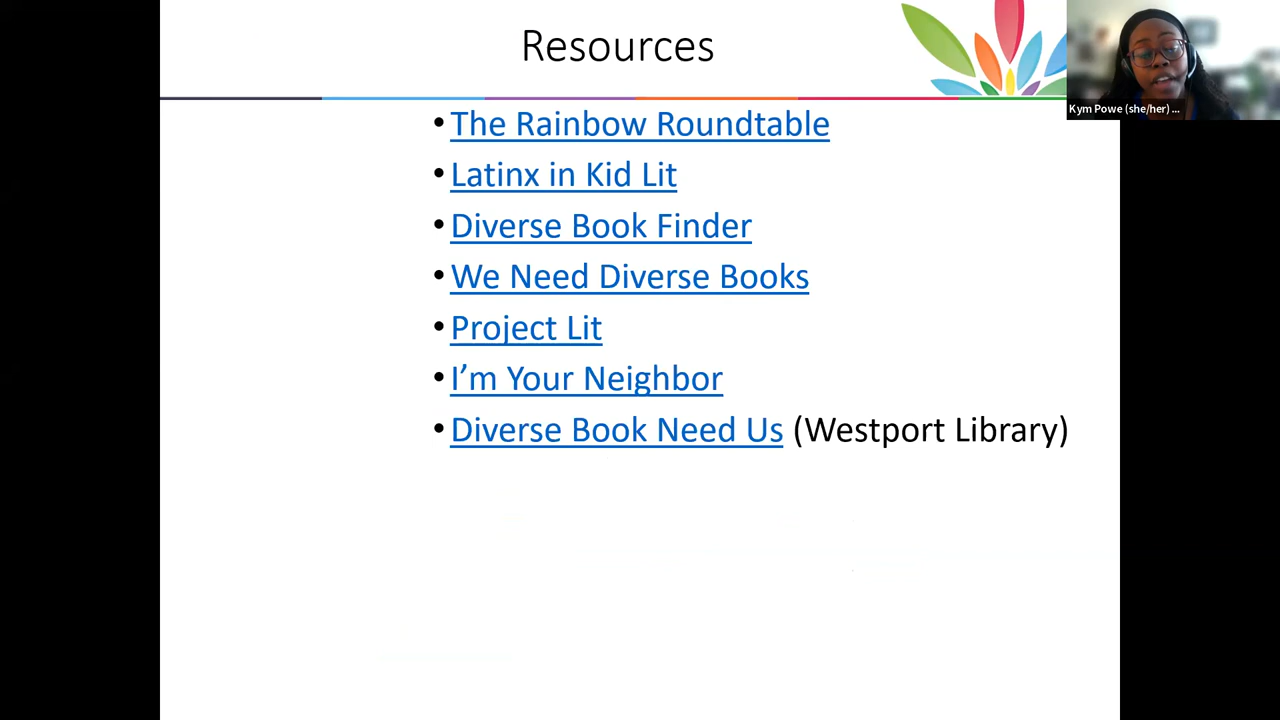 Resources
Kym Powe (she/her) ...
• The Rainbow Roundtable
• Latinx in Kid Lit
• Diverse Book Finder
• We Need Diverse Books
• Project Lit
• I’m Your Neighbor
• Diverse Book Need Us (Westport Library)